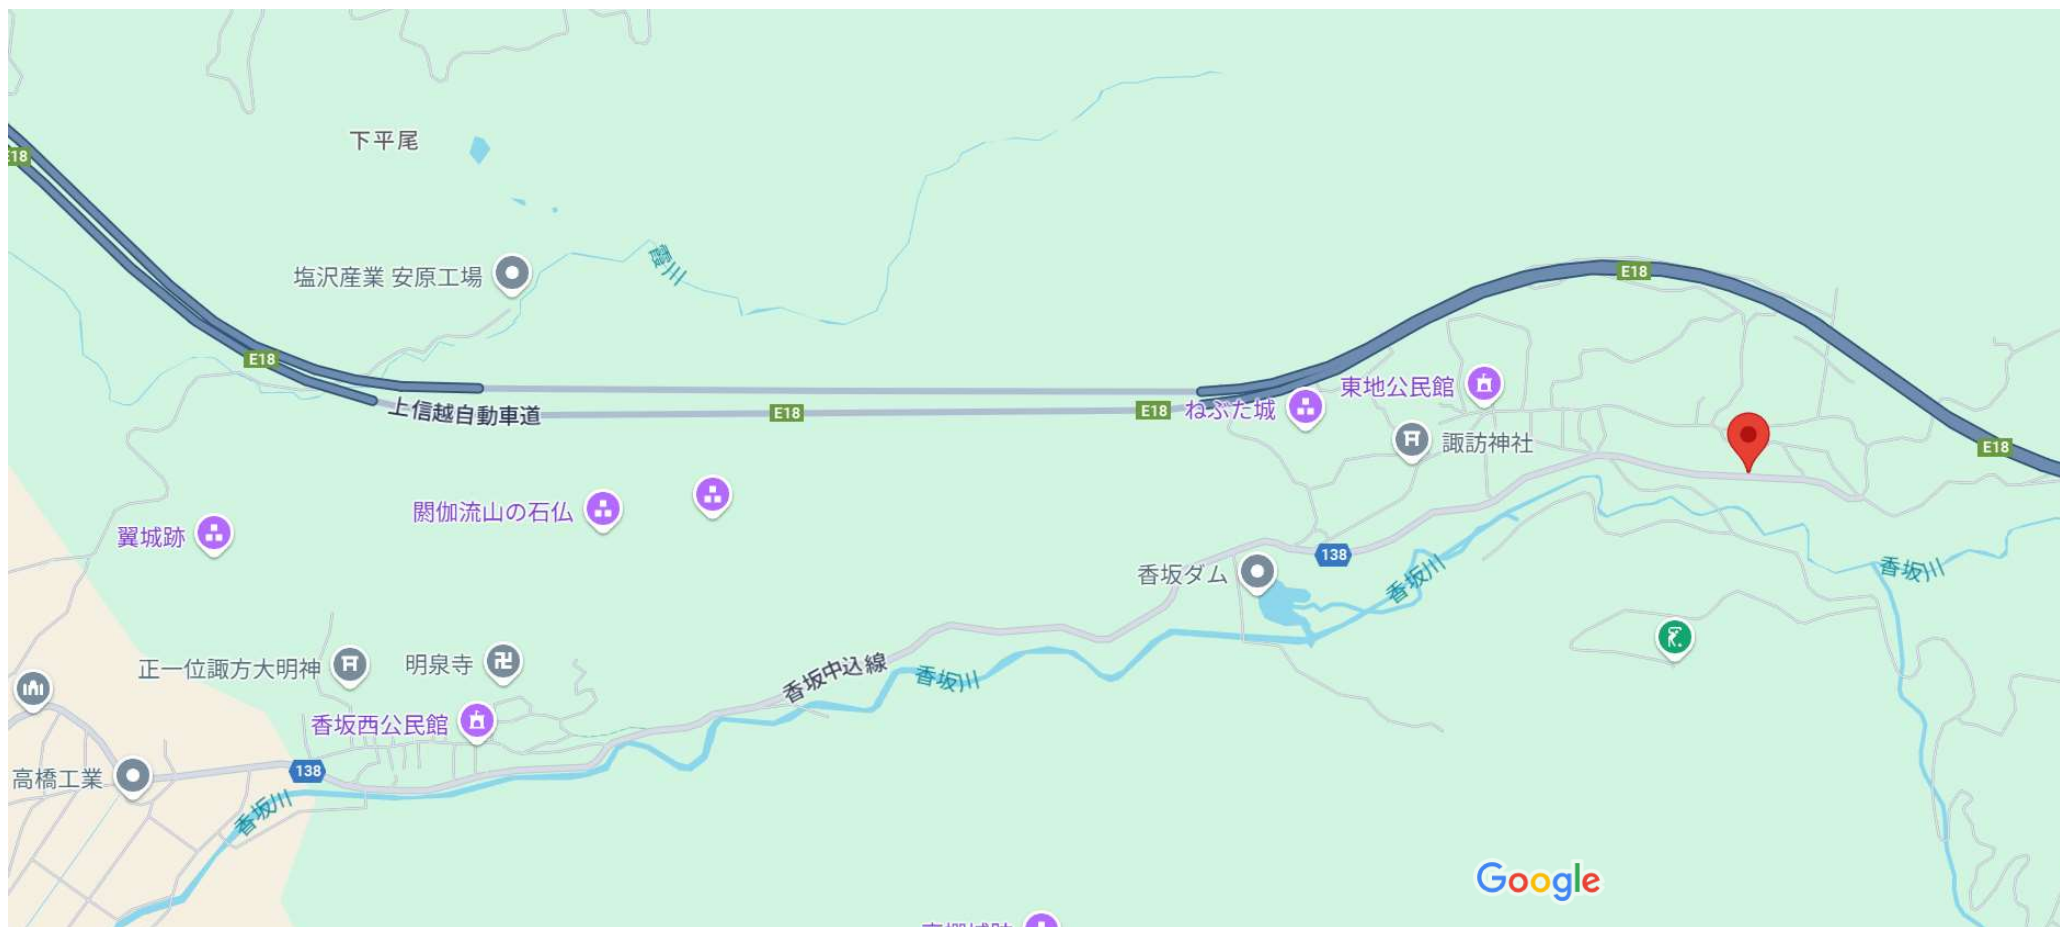 下平尾
E18
霞川
塩沢産業 安原工場
E18
E18
上信越自動車道
E18
E18
ねぶた城
東地公民館
諏訪神社
E18
閼伽流山の石仏
翼城跡
138
香坂ダム
香坂川
香坂川
正一位諏方大明神
明泉寺
香坂中込線
香坂川
香坂西公民館
138
高橋工業
香坂川
Google